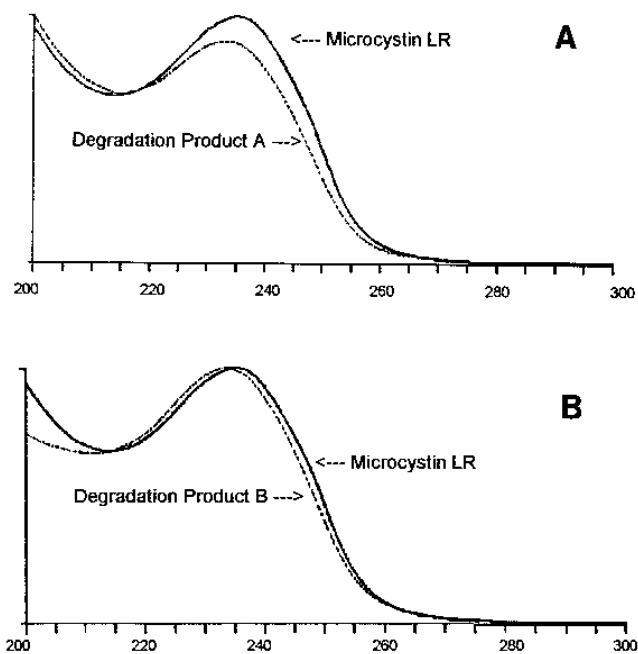 A
<--- Microcystin LR
Degradation Product A --->
200 220 240 260 280 300
B
<--- Microcystin LR
Degradation Product B --->
200 220 240 260 280 300